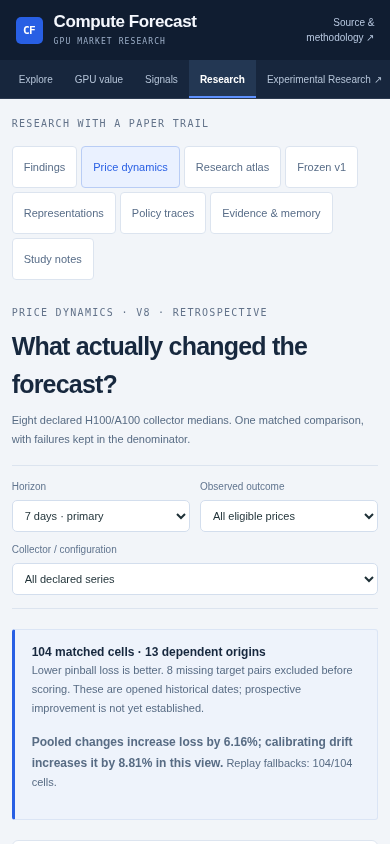 CF
Compute Forecast
GPU MARKET RESEARCH
Source &
methodology ↗
Explore
GPU value
Signals
Research
Experimental Research ↗
RESEARCH WITH A PAPER TRAIL
Findings
Price dynamics
Research atlas
Frozen v1
Representations
Policy traces
Evidence & memory
Study notes
PRICE DYNAMICS · V8 · RETROSPECTIVE
What actually changed the
forecast?
Eight declared H100/A100 collector medians. One matched comparison,
with failures kept in the denominator.
Horizon
Observed outcome
7 days · primary
All eligible prices
Collector / configuration
All declared series
104 matched cells · 13 dependent origins
Lower pinball loss is better. 8 missing target pairs excluded before
scoring. These are opened historical dates; prospective
improvement is not yet established.
Pooled changes increase loss by 6.16%; calibrating drift
increases it by 8.81% in this view. Replay fallbacks: 104/104
cells.